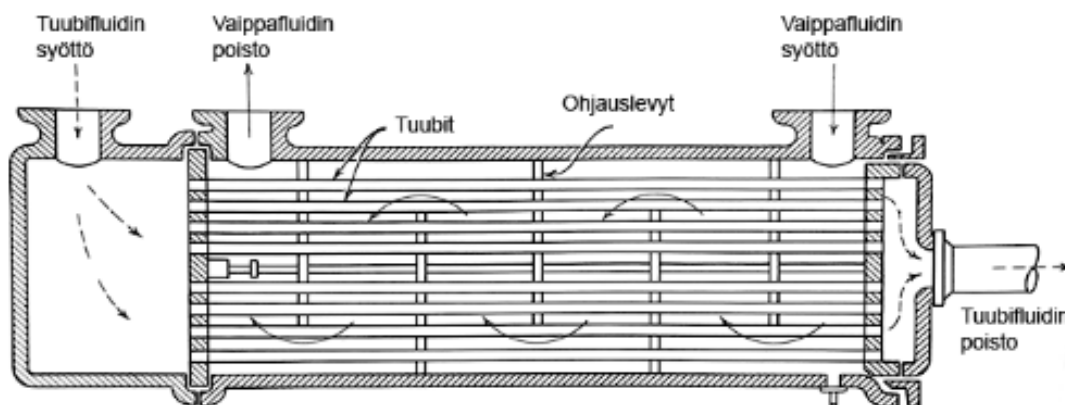 Tuubifluidin
syöttö
Vaippafluidin
poisto
Vaippafluidin
syöttö
Tuubit
Ohjauslevyt
Tuubifluidin
poisto